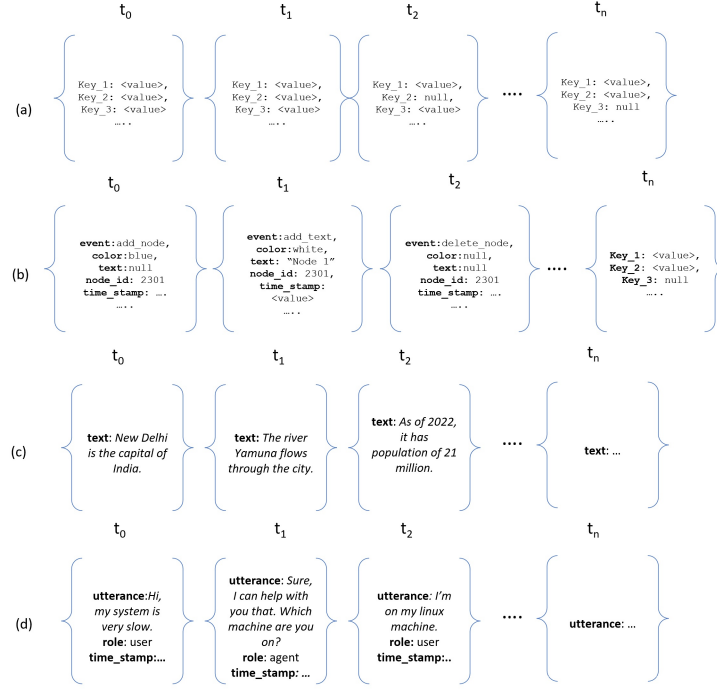 t0 t1 t2 tn
(a)
Key_1: <value>,
Key_2: <value>,
Key_3: <value>
…..
Key_1: <value>,
Key_2: <value>,
Key_3: <value>
…..
Key_1: <value>,
Key_2: null,
Key_3: <value>
…..
....
Key_1: <value>,
Key_2: <value>,
Key_3: null
…..
t0 t1 t2 tn
(b)
event:add_node,
color:blue,
text:null
node_id: 2301
time_stamp: ….
…..
event:add_text,
color:white,
text: “Node 1”
node_id: 2301,
time_stamp:
<value>
…..
event:delete_node,
color:null,
text:null
node_id: 2301
time_stamp: ….
…..
....
Key_1: <value>,
Key_2: <value>,
Key_3: null
…..
t0 t1 t2 tn
(c)
text: New Delhi
is the capital of
India.
text: The river
Yamuna flows
through the city.
text: As of 2022,
it has
population of 21
million.
....
text: …
t0 t1 t2 tn
(d)
utterance:Hi,
my system is
very slow.
role: user
time_stamp:…
utterance: Sure,
I can help with
you that. Which
machine are you
on?
role: agent
time_stamp: …
utterance: I’m
on my linux
machine.
role: user
time_stamp:..
....
utterance: …